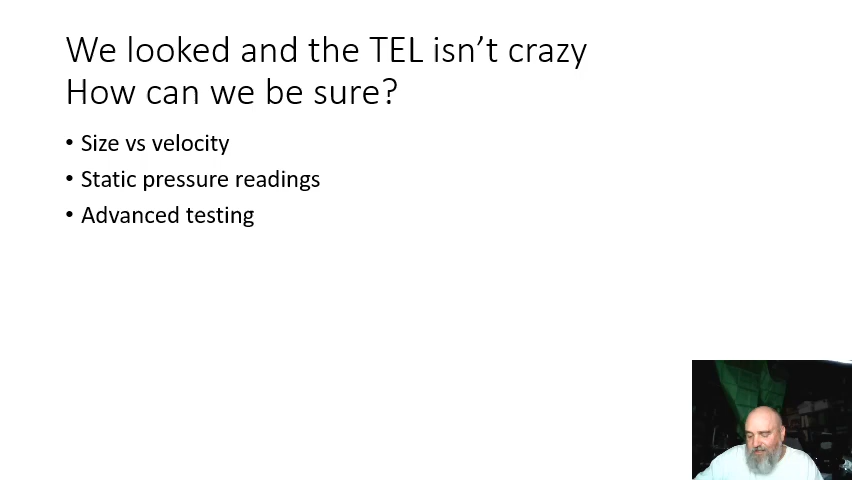 We looked and the TEL isn’t crazy
How can we be sure?
• Size vs velocity
• Static pressure readings
• Advanced testing